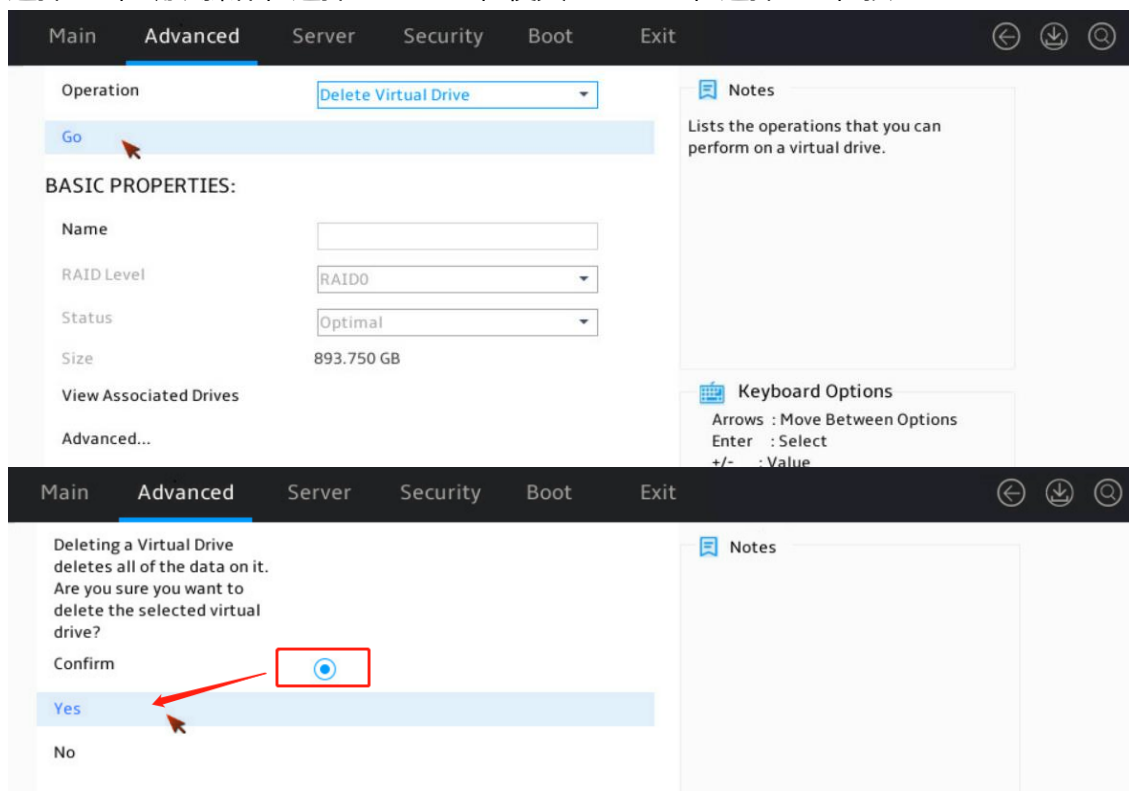 Main Advanced Server Security Boot Exit
Operation Delete Virtual Drive
Go
BASIC PROPERTIES:
Name
RAID Level RAID0
Status Optimal
Size 893.750 GB
View Associated Drives
Advanced...
Notes
Lists the operations that you can
perform on a virtual drive.
Keyboard Options
Arrows : Move Between Options
Enter : Select
+/- : Value
Main Advanced Server Security Boot Exit
Deleting a Virtual Drive
deletes all of the data on it.
Are you sure you want to
delete the selected virtual
drive?
Confirm
Yes
No
Notes